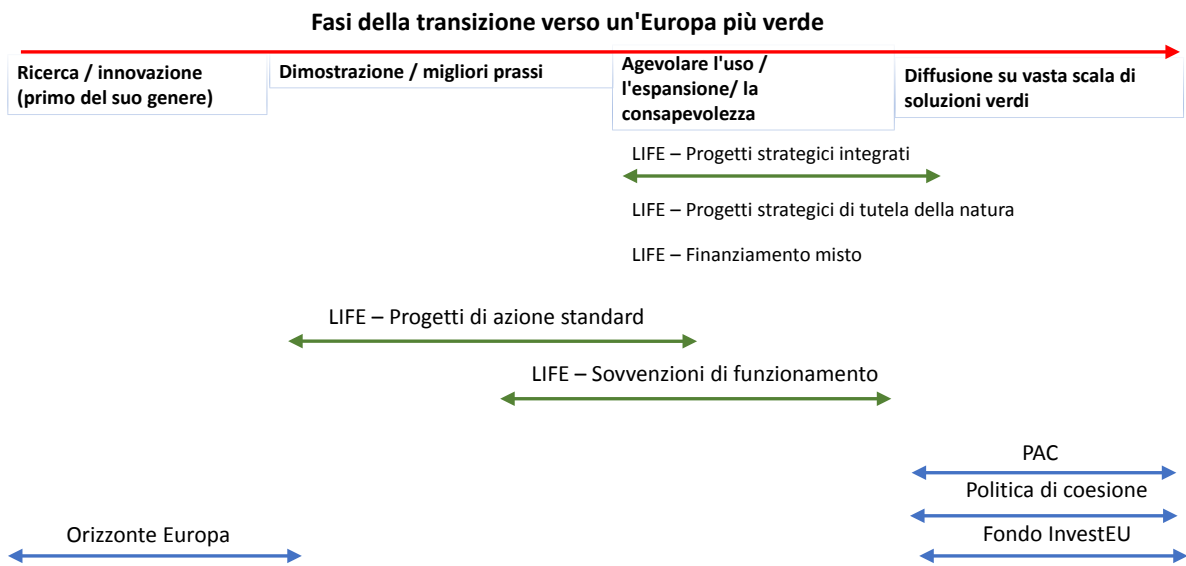 Fasi della transizione verso un'Europa più verde
Ricerca / innovazione
(primo del suo genere)
Dimostrazione / migliori prassi
Agevolare l'uso /
l'espansione/ la
consapevolezza
Diffusione su vasta scala di
soluzioni verdi
LIFE – Progetti strategici integrati
LIFE – Progetti strategici di tutela della natura
LIFE – Finanziamento misto
LIFE – Progetti di azione standard
LIFE – Sovvenzioni di funzionamento
PAC
Politica di coesione
Orizzonte Europa
Fondo InvestEU